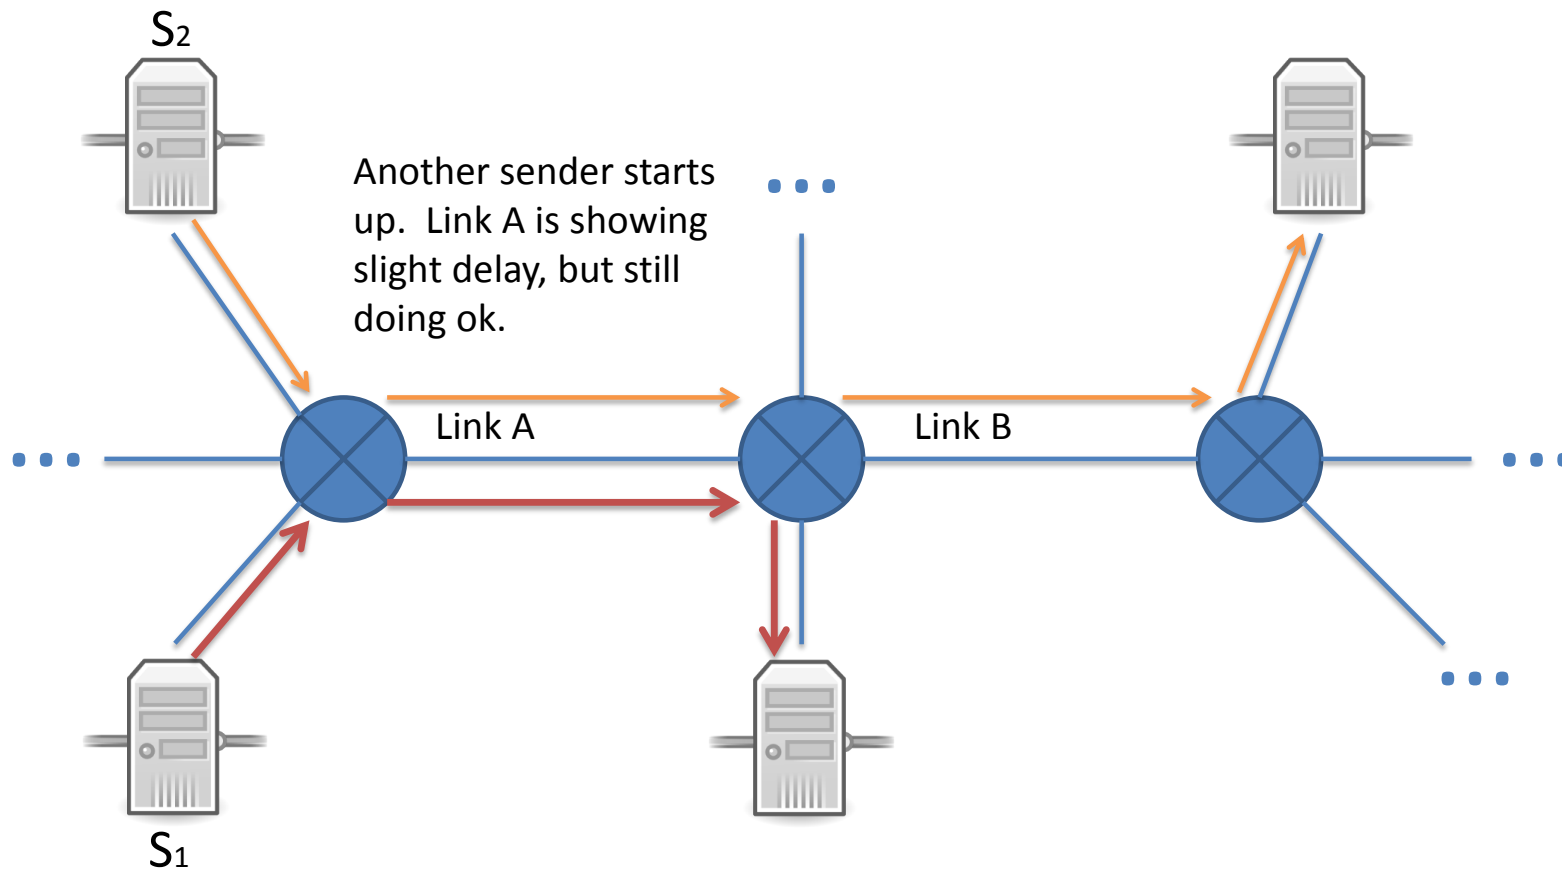 S2
Another sender starts
up.  Link A is showing
slight delay, but still
doing ok.
...
Link A
Link B
...
...
...
S1